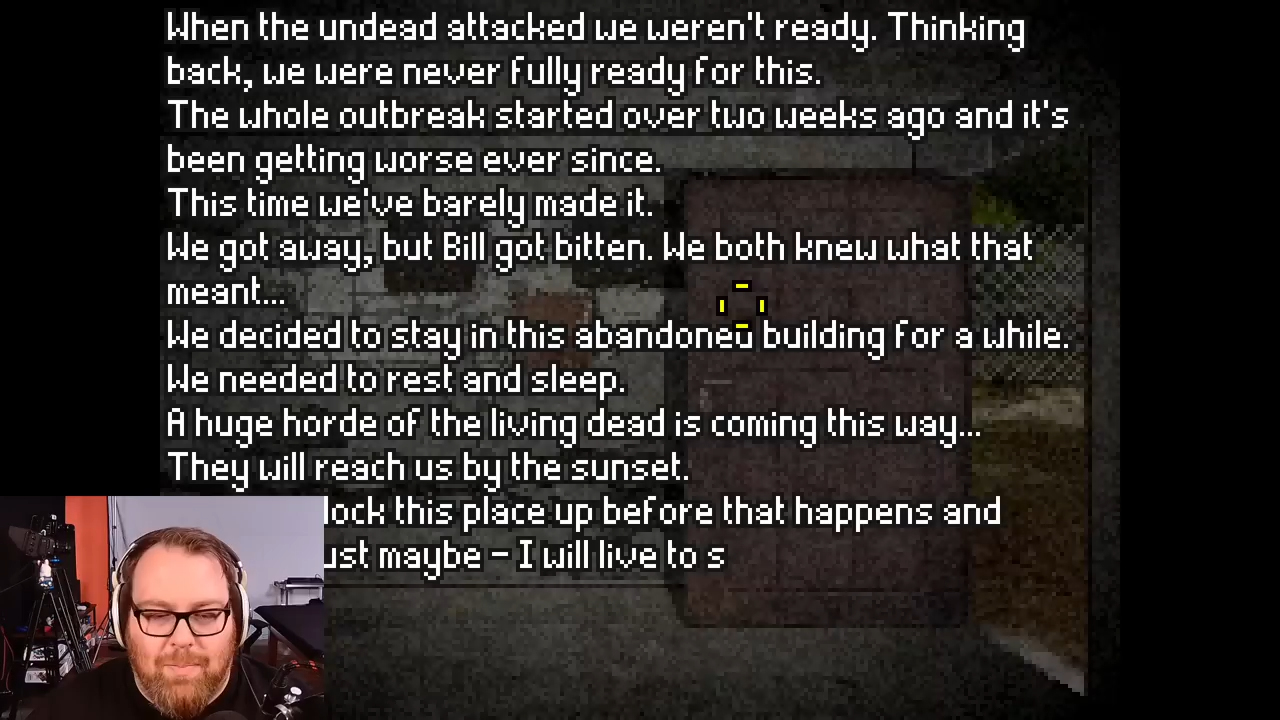 When the undead attacked we weren't ready. Thinking
back, we were never fully ready for this.
The whole outbreak started over two weeks ago and it's
been getting worse ever since.
This time we've barely made it.
We got away, but Bill got bitten. We both knew what that
meant...
We decided to stay in this abandoned building for a while.
We needed to rest and sleep.
A huge horde of the living dead is coming this way...
They will reach us by the sunset.
lock this place up before that happens and
ust maybe - I will live to s